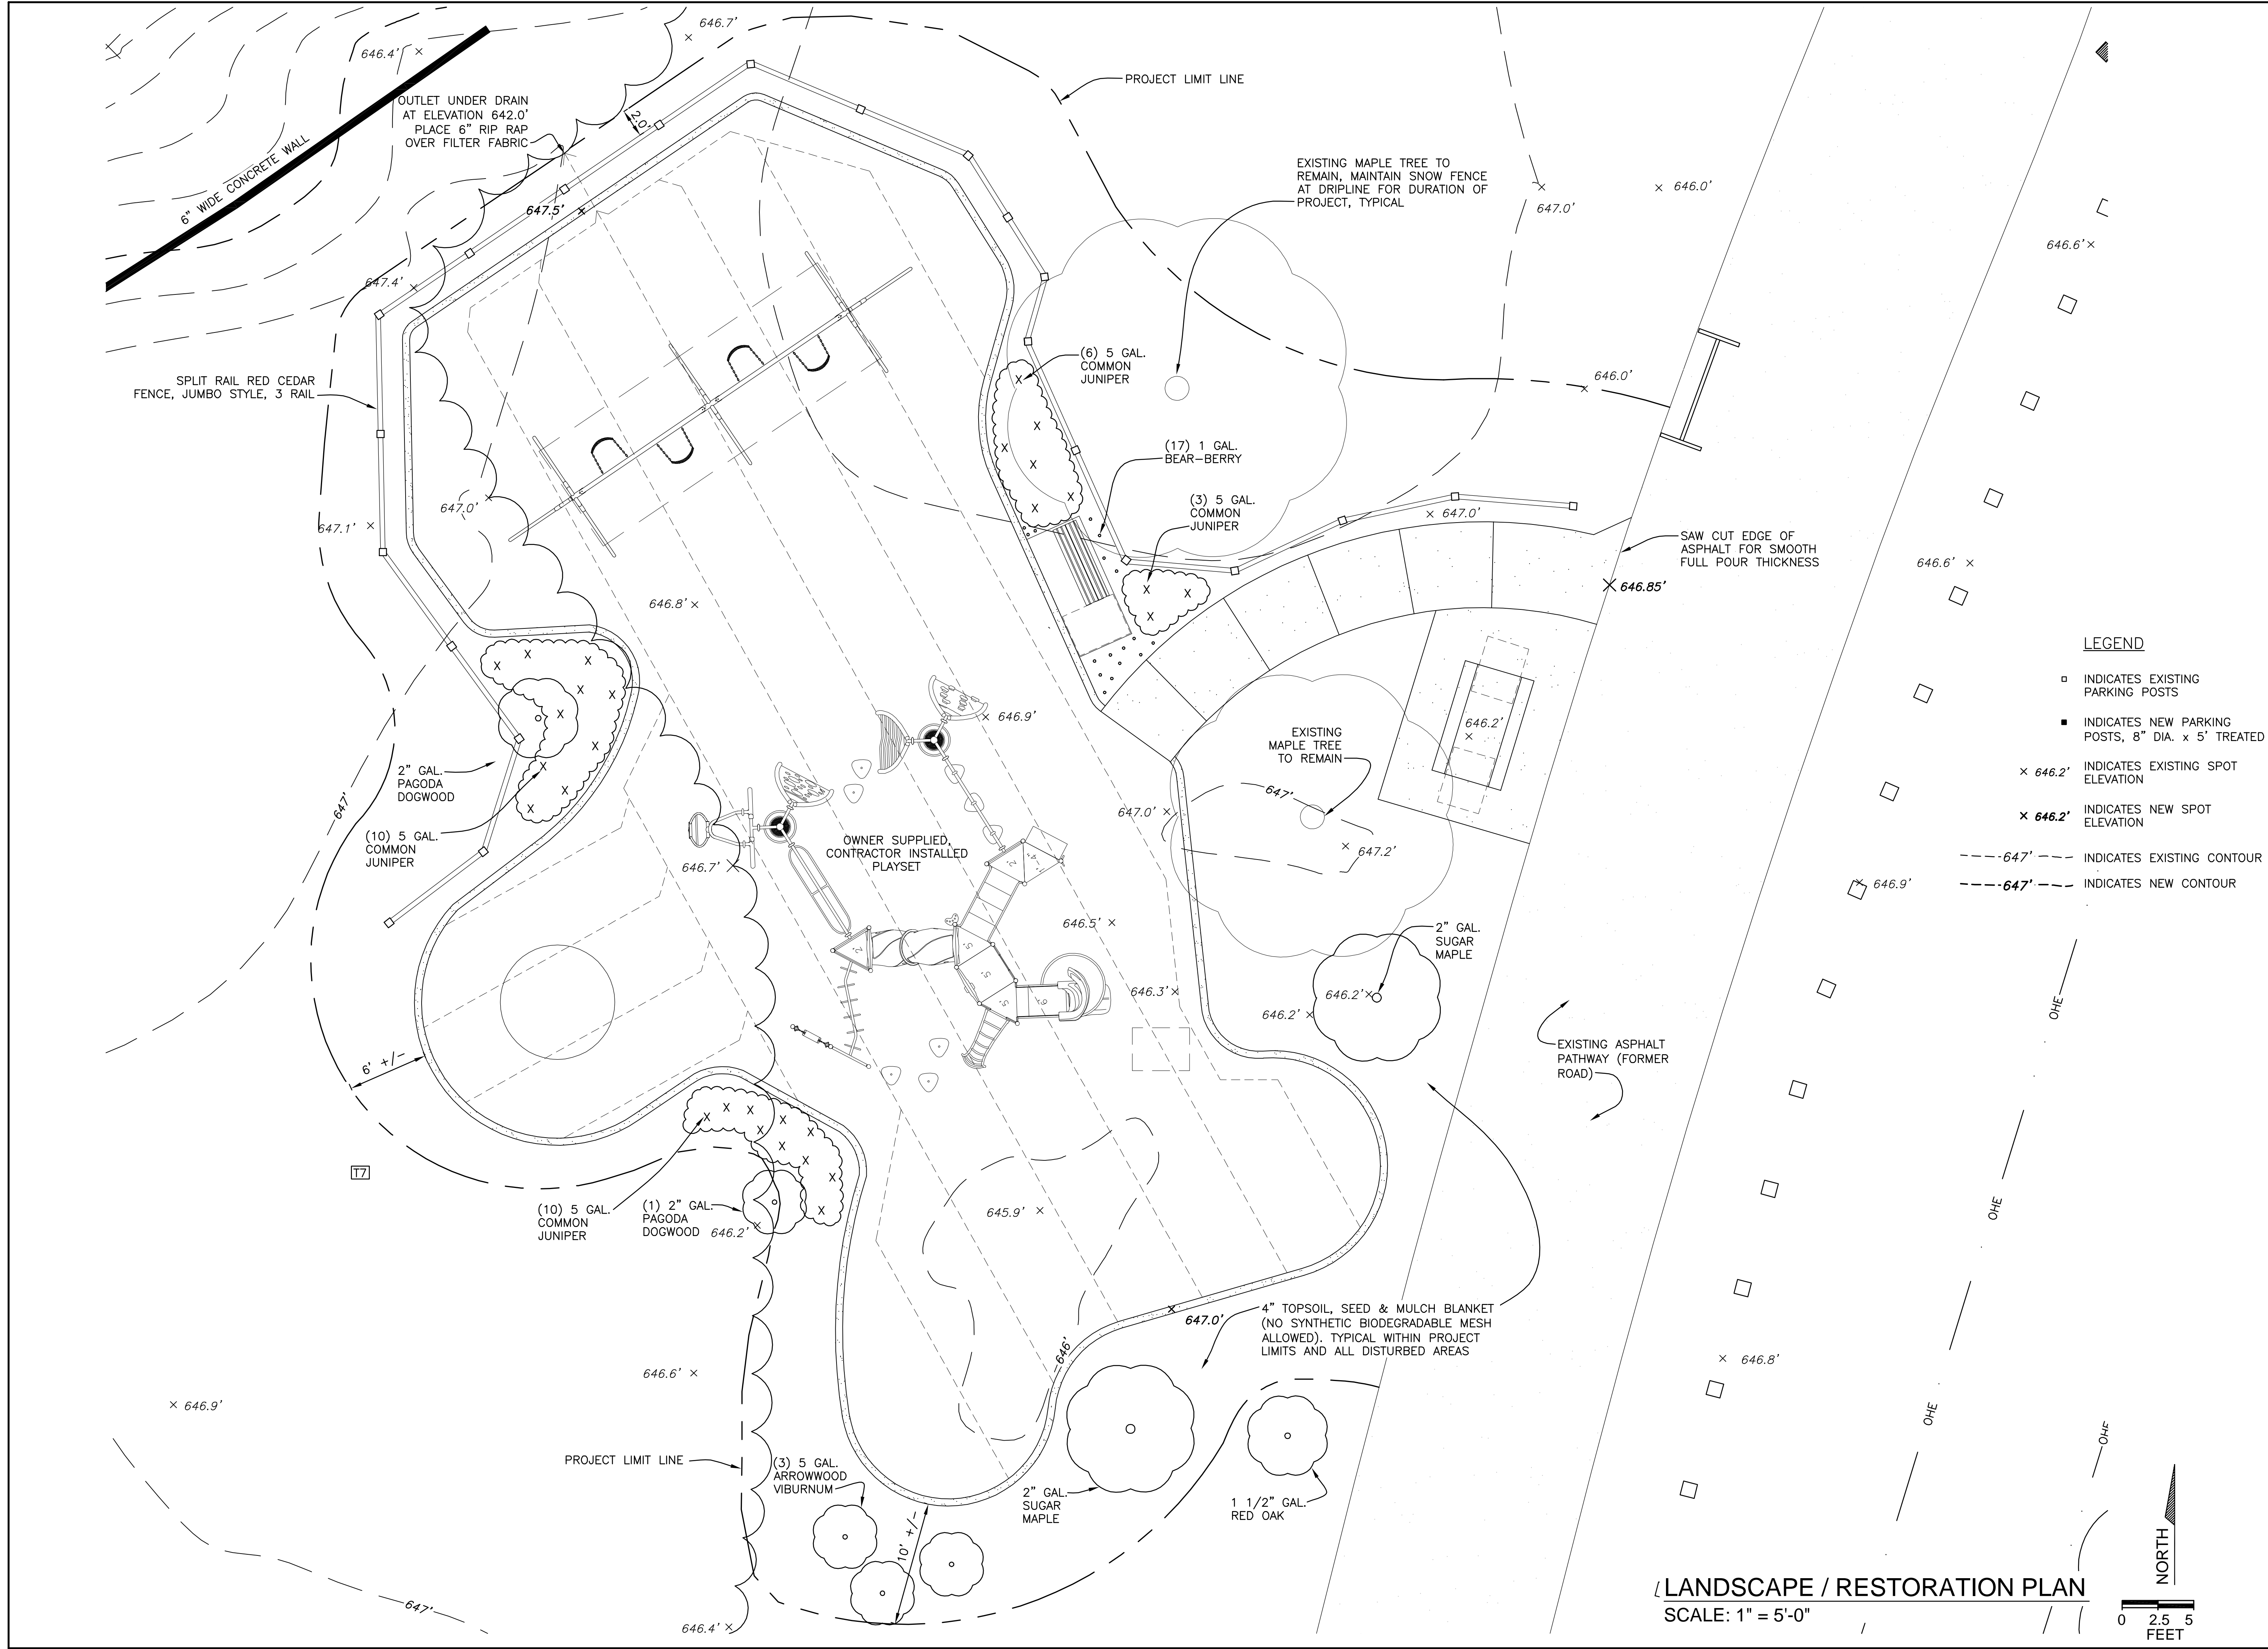 646.7'
646.4'
OUTLET UNDER DRAIN
AT ELEVATION 642.0'
PLACE 6" RIP RAP
OVER FILTER FABRIC
2.0'
PROJECT LIMIT LINE
6" WIDE CONCRETE WALL
EXISTING MAPLE TREE TO
REMAIN, MAINTAIN SNOW FENCE
AT DRIPLINE FOR DURATION OF
PROJECT, TYPICAL
647.5'
647.0'
646.0'
646.6'
647.4'
SPLIT RAIL RED CEDAR
FENCE, JUMBO STYLE, 3 RAIL
(6) 5 GAL.
COMMON
JUNIPER
646.0'
(17) 1 GAL.
BEAR-BERRY
(3) 5 GAL.
COMMON
JUNIPER
647.0'
647.1'
647.0'
SAW CUT EDGE OF
ASPHALT FOR SMOOTH
FULL POUR THICKNESS
646.85'
646.6'
646.8'
LEGEND
INDICATES EXISTING
PARKING POSTS
INDICATES NEW PARKING
POSTS, 8" DIA. x 5' TREATED
646.2' INDICATES EXISTING SPOT
ELEVATION
646.2' INDICATES NEW SPOT
ELEVATION
647' INDICATES EXISTING CONTOUR
647' INDICATES NEW CONTOUR
646.9'
646.2'
EXISTING
MAPLE TREE
TO REMAIN
2" GAL.
PAGODA
DOGWOOD
647'
647'
647.0'
647.2'
(10) 5 GAL.
COMMON
JUNIPER
OWNER SUPPLIED,
CONTRACTOR INSTALLED
PLAYSET
646.7'
646.9'
646.5'
2" GAL.
SUGAR
MAPLE
2'
4'
2'
5'
5'
5'
6'
646.3'
646.2'
646.2'
OHE
EXISTING ASPHALT
PATHWAY (FORMER
ROAD)
6' +/-
T7
(10) 5 GAL.
COMMON
JUNIPER
(1) 2" GAL.
PAGODA
DOGWOOD
646.2'
645.9'
OHE
647.0'
4" TOPSOIL, SEED & MULCH BLANKET
(NO SYNTHETIC BIODEGRADABLE MESH
ALLOWED). TYPICAL WITHIN PROJECT
LIMITS AND ALL DISTURBED AREAS
646'
646.6'
646.8'
646.9'
OHE
OHE
PROJECT LIMIT LINE
(3) 5 GAL.
ARROWWOOD
VIBURNUM
2" GAL.
SUGAR
MAPLE
1 1/2" GAL.
RED OAK
10' +/-
647'
646.4'
LANDSCAPE / RESTORATION PLAN
SCALE: 1" = 5'-0"
NORTH
0 2.5 5
FEET